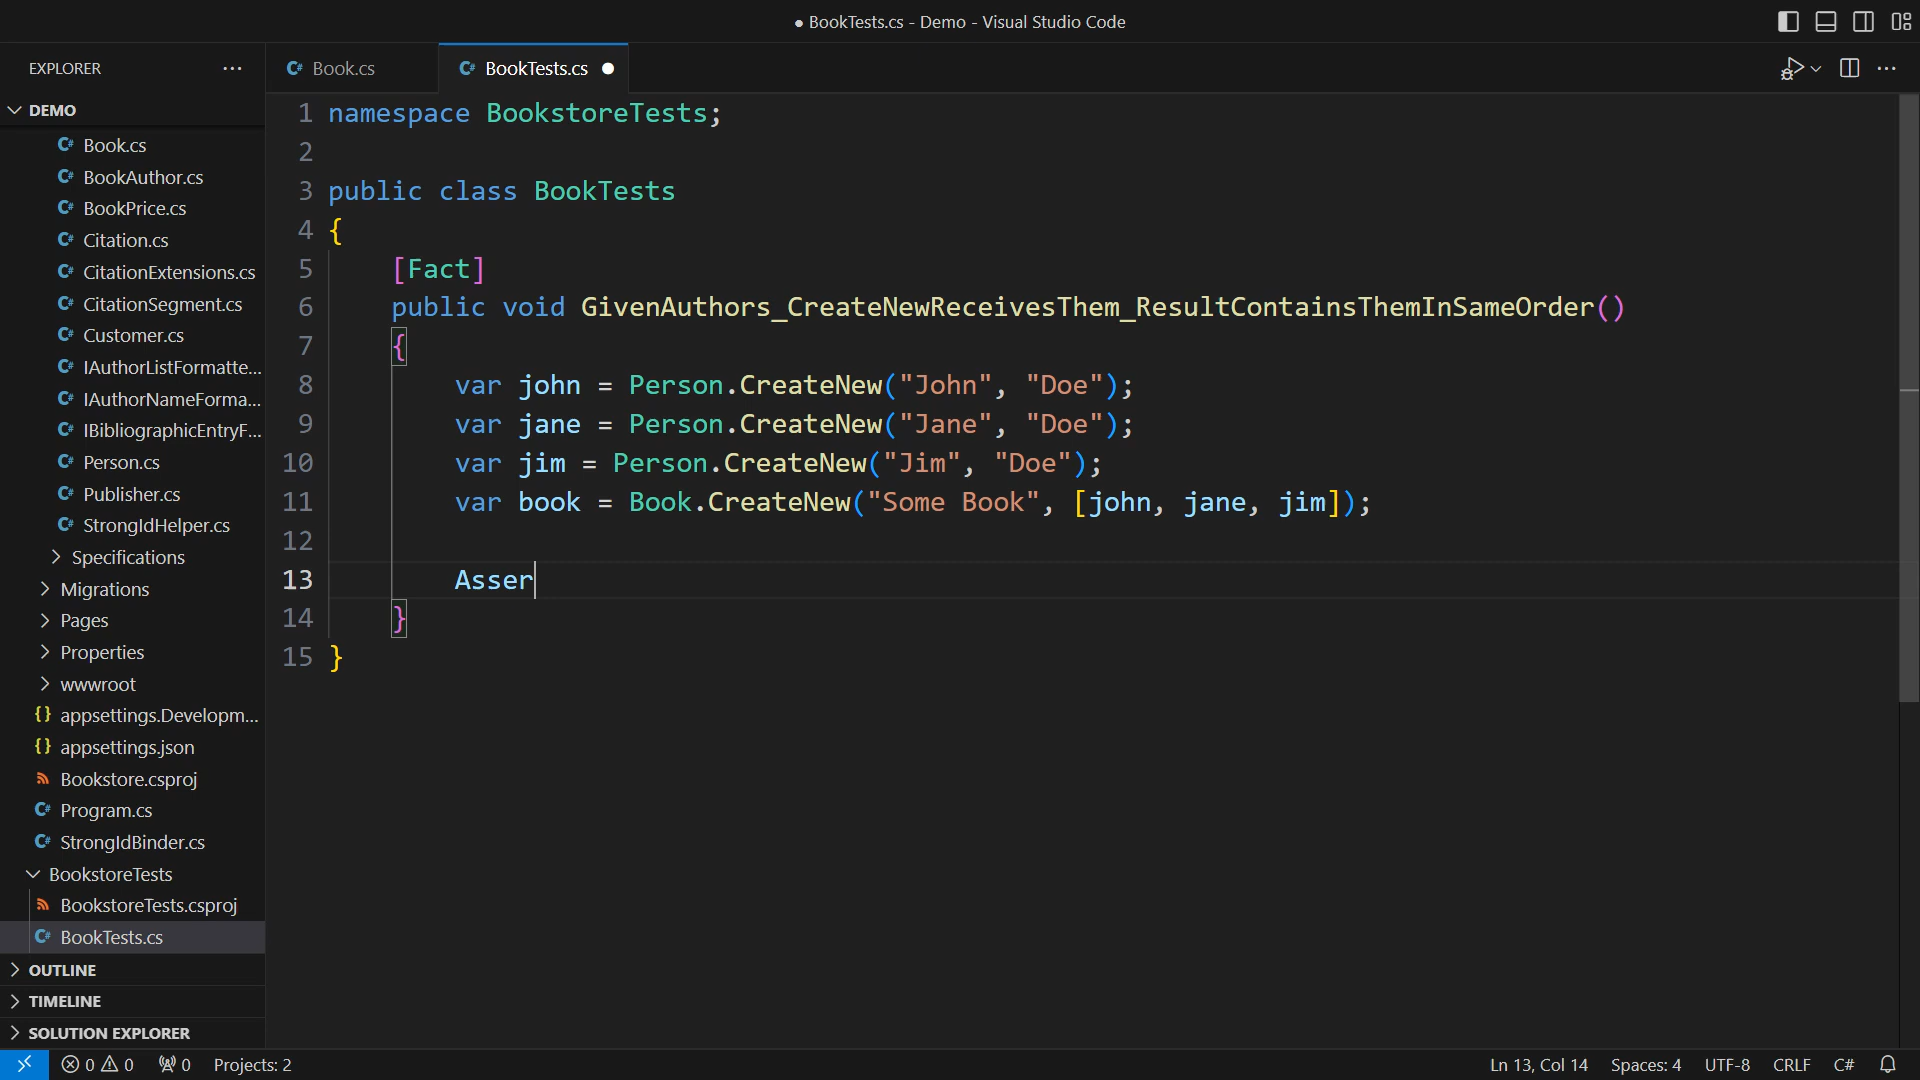 ● BookTests.cs - Demo - Visual Studio Code
EXPLORER
DEMO
Book.cs
BookAuthor.cs
BookPrice.cs
Citation.cs
CitationExtensions.cs
CitationSegment.cs
Customer.cs
IAuthorListFormatte...
IAuthorNameForma...
IBibliographicEntryF...
Person.cs
Publisher.cs
StrongIdHelper.cs
Specifications
Migrations
Pages
Properties
wwwroot
appsettings.Developm...
appsettings.json
Bookstore.csproj
Program.cs
StrongIdBinder.cs
BookstoreTests
BookstoreTests.csproj
BookTests.cs
OUTLINE
TIMELINE
SOLUTION EXPLORER
Book.cs
BookTests.cs
1 namespace BookstoreTests;
2
3 public class BookTests
4 {
5     [Fact]
6     public void GivenAuthors_CreateNewReceivesThem_ResultContainsThemInSameOrder()
7     {
8         var john = Person.CreateNew("John", "Doe");
9         var jane = Person.CreateNew("Jane", "Doe");
10         var jim = Person.CreateNew("Jim", "Doe");
11         var book = Book.CreateNew("Some Book", [john, jane, jim]);
12
13         Asser
14     }
15 }
0 0 0 Projects: 2
Ln 13, Col 14 Spaces: 4 UTF-8 CRLF C#